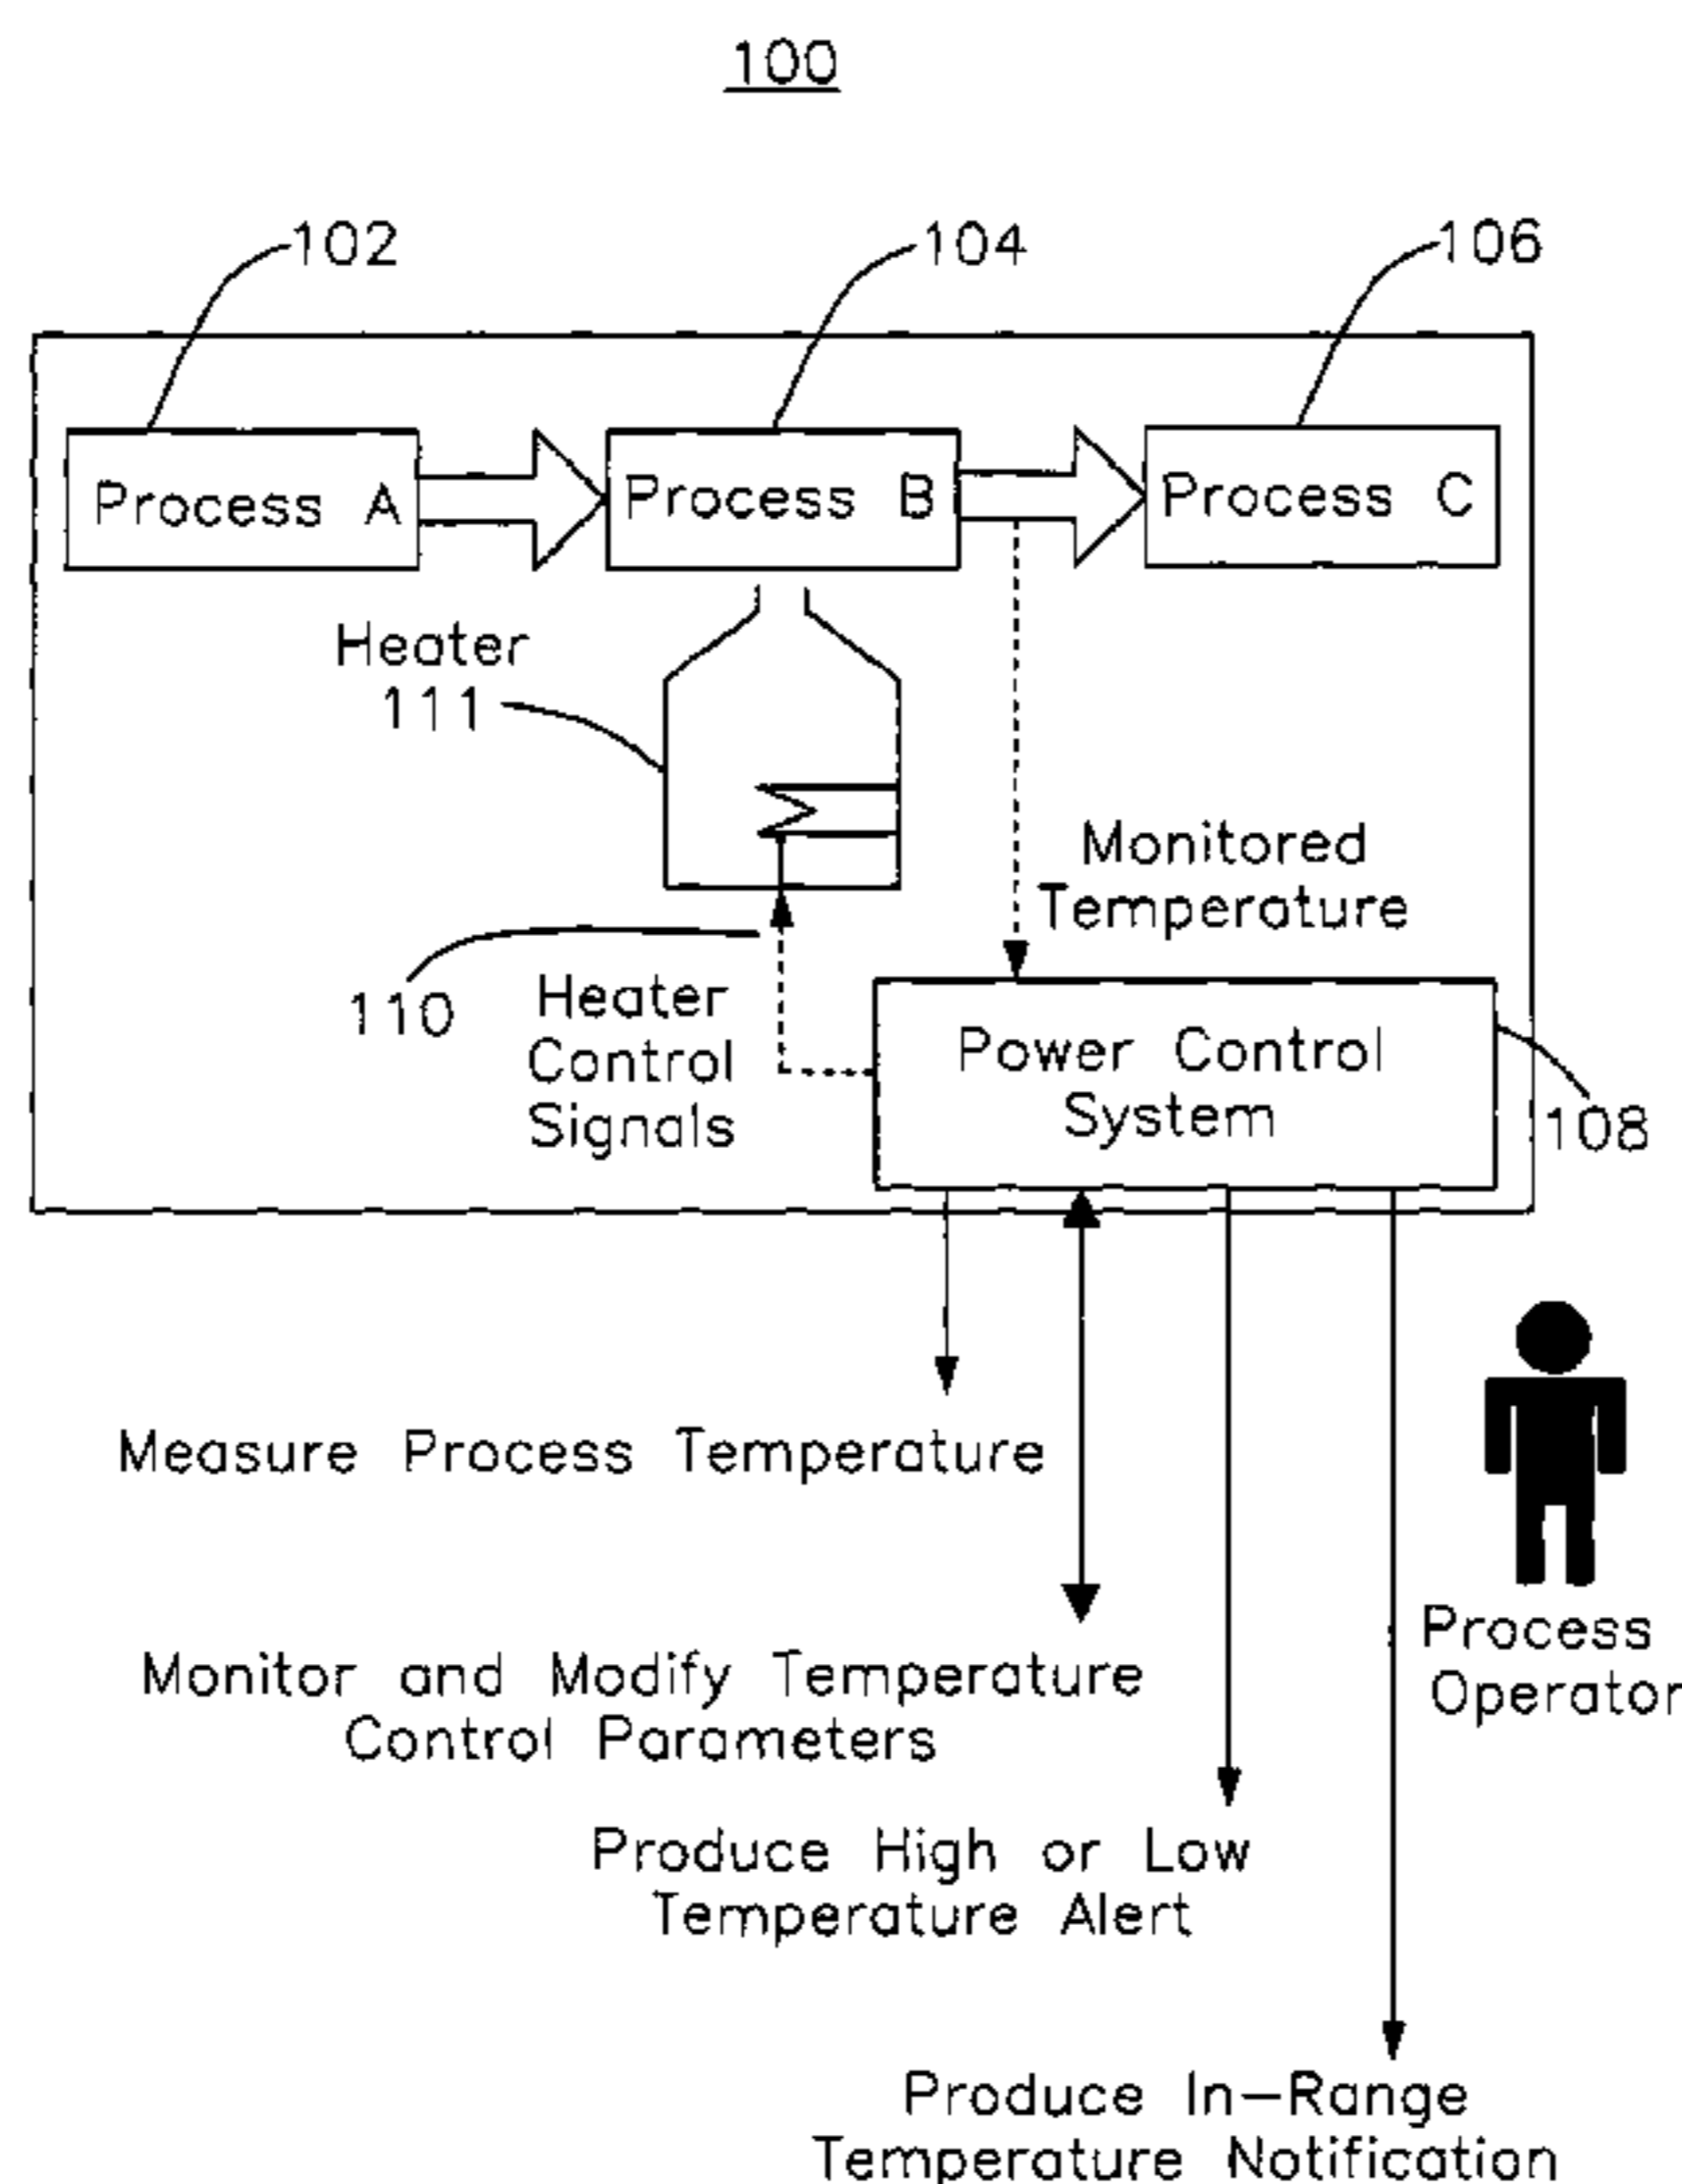 100
102
104
106
Process A
Process B
Process C
Heater
111
Monitored
Temperature
110
Heater
Control
Signals
Power Control
System
108
Measure Process Temperature
Process
Operator
Monitor and Modify Temperature
Control Parameters
Produce High or Low
Temperature Alert
Produce In-Range
Temperature Notification